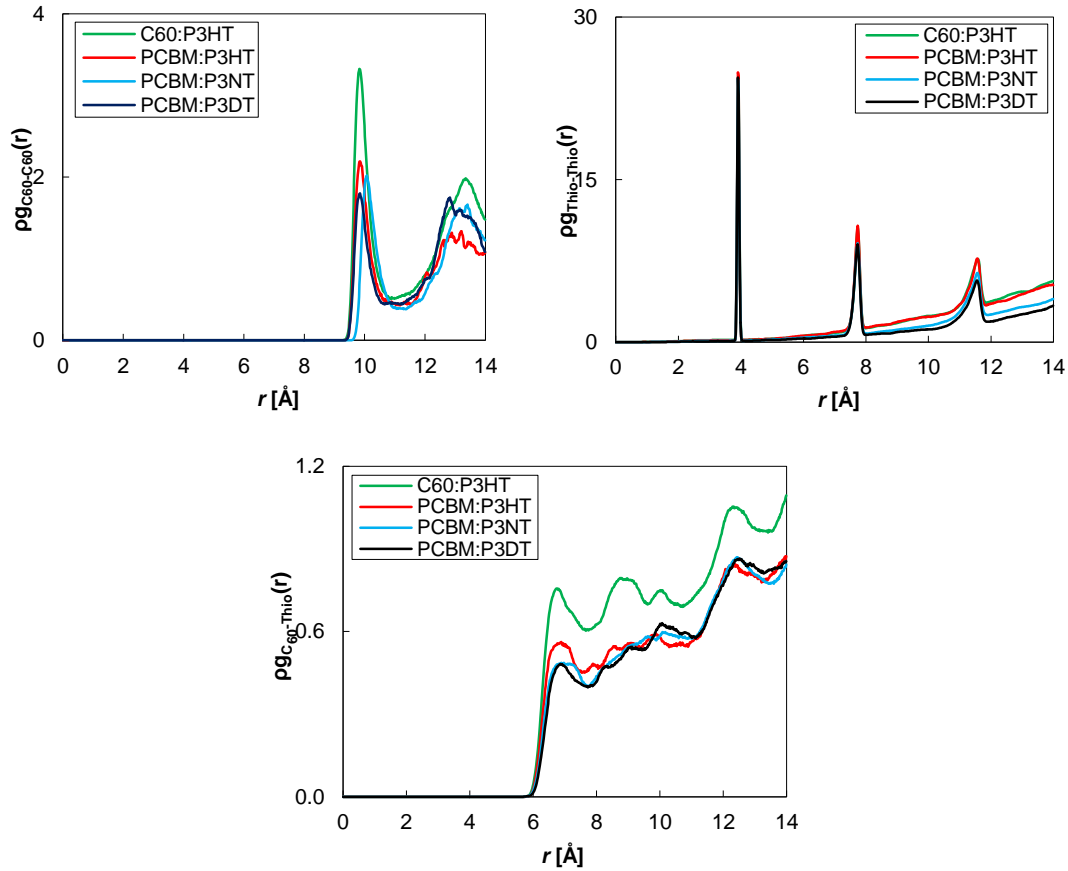 4
2
0
ρgC60-C60(r)
C60:P3HT
PCBM:P3HT
PCBM:P3NT
PCBM:P3DT
0 2 4 6 8 10 12 14
r [Å]
30
15
0
ρgThio-Thio(r)
C60:P3HT
PCBM:P3HT
PCBM:P3NT
PCBM:P3DT
0 2 4 6 8 10 12 14
r [Å]
1.2
0.6
0.0
ρgC60-Thio(r)
C60:P3HT
PCBM:P3HT
PCBM:P3NT
PCBM:P3DT
0 2 4 6 8 10 12 14
r [Å]